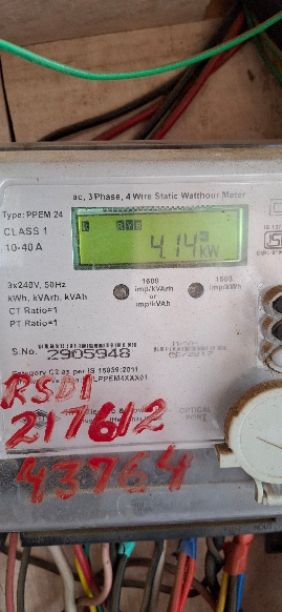 ac, 3 Phase, 4 Wire Static Watthour Meter
Type: PPEM 24
CLASS 1
10-40 A
R Y B
4.14 kW
3x240V, 50Hz
kWh, kVArh, kVAh
CT Ratio=1
PT Ratio=1
1600
imp/kVArh
or
imp/kVAh
1600
imp/kWh
S.No. 2905948
Category C2 as per IS 15959:2011
RSD1
217612
OPTICAL
43764